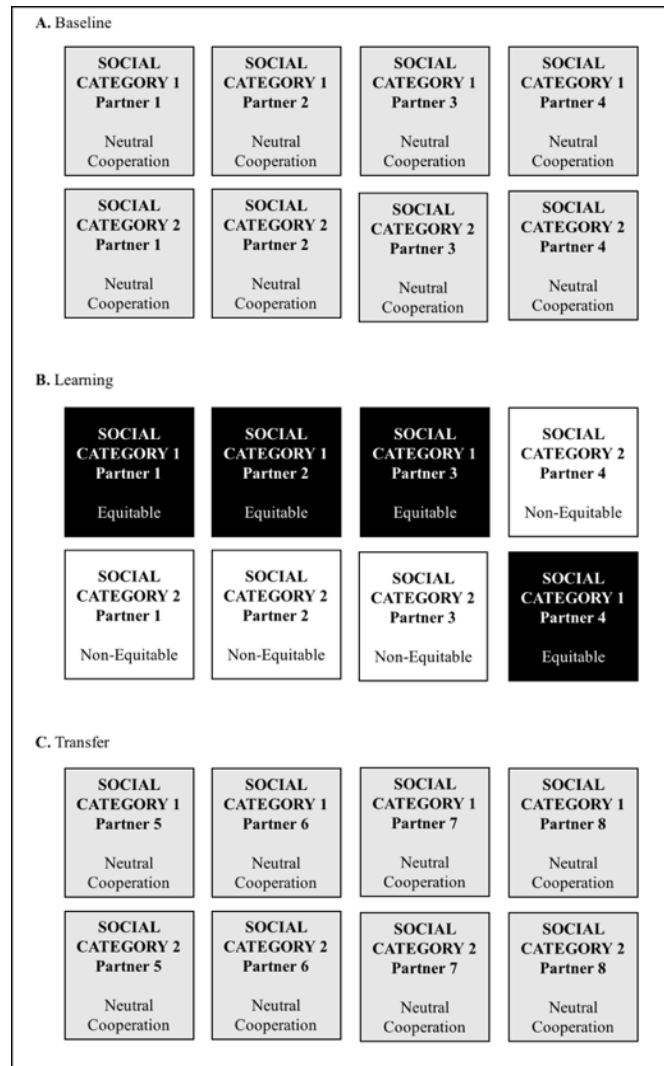 A. Baseline
SOCIAL
CATEGORY 1
Partner 1
Neutral
Cooperation
SOCIAL
CATEGORY 1
Partner 2
Neutral
Cooperation
SOCIAL
CATEGORY 1
Partner 3
Neutral
Cooperation
SOCIAL
CATEGORY 1
Partner 4
Neutral
Cooperation
SOCIAL
CATEGORY 2
Partner 1
Neutral
Cooperation
SOCIAL
CATEGORY 2
Partner 2
Neutral
Cooperation
SOCIAL
CATEGORY 2
Partner 3
Neutral
Cooperation
SOCIAL
CATEGORY 2
Partner 4
Neutral
Cooperation
B. Learning
SOCIAL
CATEGORY 1
Partner 1
Equitable
SOCIAL
CATEGORY 1
Partner 2
Equitable
SOCIAL
CATEGORY 1
Partner 3
Equitable
SOCIAL
CATEGORY 2
Partner 4
Non-Equitable
SOCIAL
CATEGORY 2
Partner 1
Non-Equitable
SOCIAL
CATEGORY 2
Partner 2
Non-Equitable
SOCIAL
CATEGORY 2
Partner 3
Non-Equitable
SOCIAL
CATEGORY 1
Partner 4
Equitable
C. Transfer
SOCIAL
CATEGORY 1
Partner 5
Neutral
Cooperation
SOCIAL
CATEGORY 1
Partner 6
Neutral
Cooperation
SOCIAL
CATEGORY 1
Partner 7
Neutral
Cooperation
SOCIAL
CATEGORY 1
Partner 8
Neutral
Cooperation
SOCIAL
CATEGORY 2
Partner 5
Neutral
Cooperation
SOCIAL
CATEGORY 2
Partner 6
Neutral
Cooperation
SOCIAL
CATEGORY 2
Partner 7
Neutral
Cooperation
SOCIAL
CATEGORY 2
Partner 8
Neutral
Cooperation